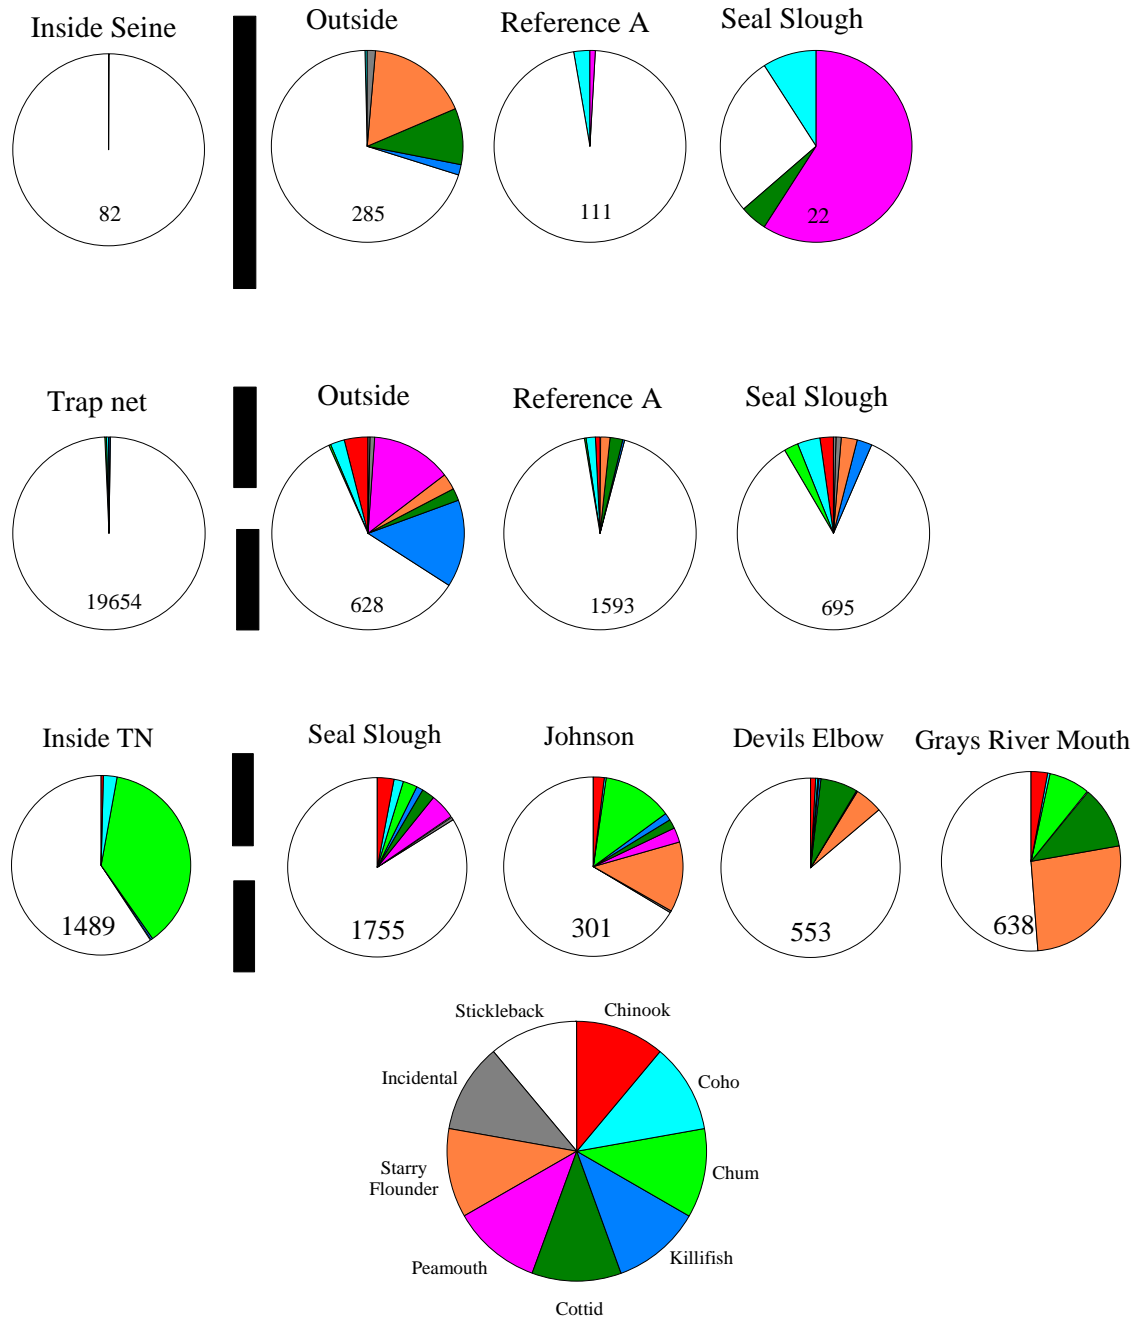 Inside Seine
Outside
Reference A
Seal Slough
82
285
111
22
Trap net
Outside
Reference A
Seal Slough
19654
628
1593
695
Inside TN
Seal Slough
Johnson
Devils Elbow
Grays River Mouth
1489
1755
301
553
638
Stickleback
Chinook
Incidental
Coho
Starry
Flounder
Chum
Peamouth
Killifish
Cottid